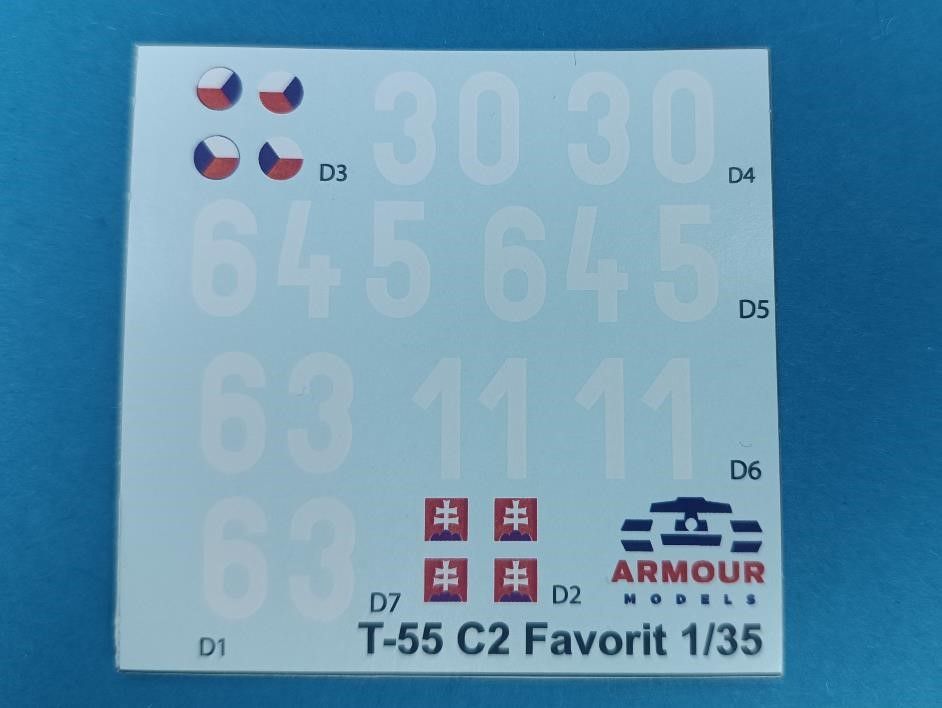 30 30
D3
D4
645 645
D5
63 11 11
D6
63
D7
D2
D1
ARMOUR
MODELS
T-55 C2 Favorit 1/35